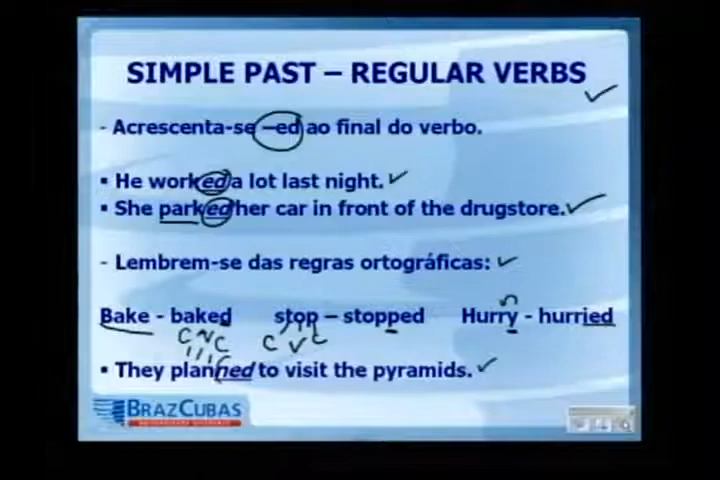 SIMPLE PAST – REGULAR VERBS
- Acrescenta-se –ed ao final do verbo.
▪ He worked a lot last night.
▪ She parked her car in front of the drugstore.
- Lembrem-se das regras ortográficas:
Bake - baked stop – stopped Hurry - hurried
C V C C V C
▪ They planned to visit the pyramids.
BRAZCUBAS